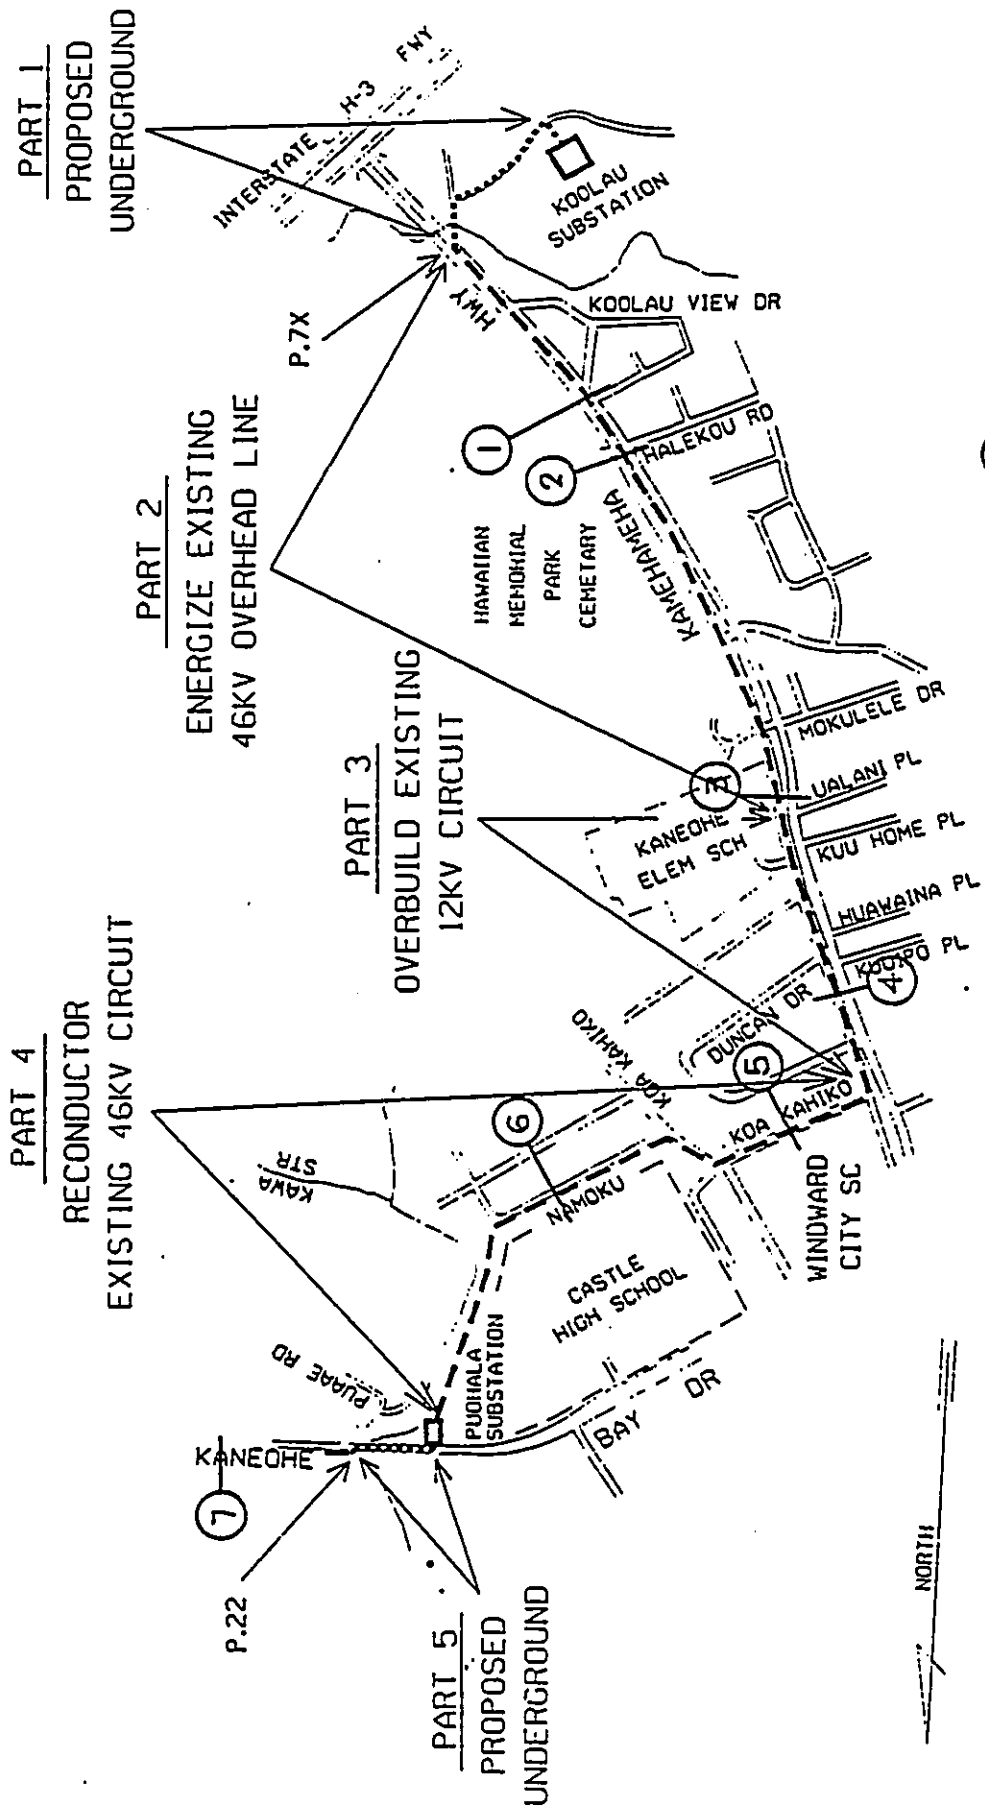 PART 1
PROPOSED
UNDERGROUND
INTERSTATE H-3 FWY
KOOLAU
SUBSTATION
P.7X
HWY
KOOLAU VIEW DR
PART 2
ENERGIZE EXISTING
46KV OVERHEAD LINE
1
2
HALEKOU RD
HAWAIIAN
MEMORIAL
PARK
CEMETARY
KAMEHAMEHA
PART 3
OVERBUILD EXISTING
12KV CIRCUIT
MOKULELE DR
3
UALANI PL
KANEOHE
ELEM SCH
KUU HOME PL
HUAWAINA PL
KUUIPO PL
4
DUNCAN DR
KOA KAHIKO
PART 4
RECONDUCTOR
EXISTING 46KV CIRCUIT
5
KOA KAHIKO
WINDWARD
CITY SC
6
KAWA
STR
NAMOKU
CASTLE
HIGH SCHOOL
PUAAE RD
PUOHALA
SUBSTATION
KANEOHE
BAY DR
7
P.22
PART 5
PROPOSED
UNDERGROUND
NORTH